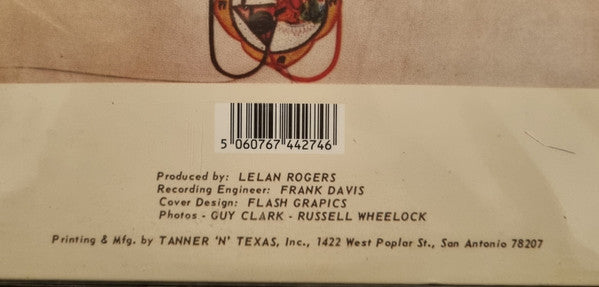 5 060767 442746
Produced by: LELAN ROGERS
Recording Engineer: FRANK DAVIS
Cover Design: FLASH GRAPICS
Photos - GUY CLARK - RUSSELL WHEELOCK
Printing & Mfg. by TANNER 'N' TEXAS, Inc., 1422 West Poplar St., San Antonio 78207